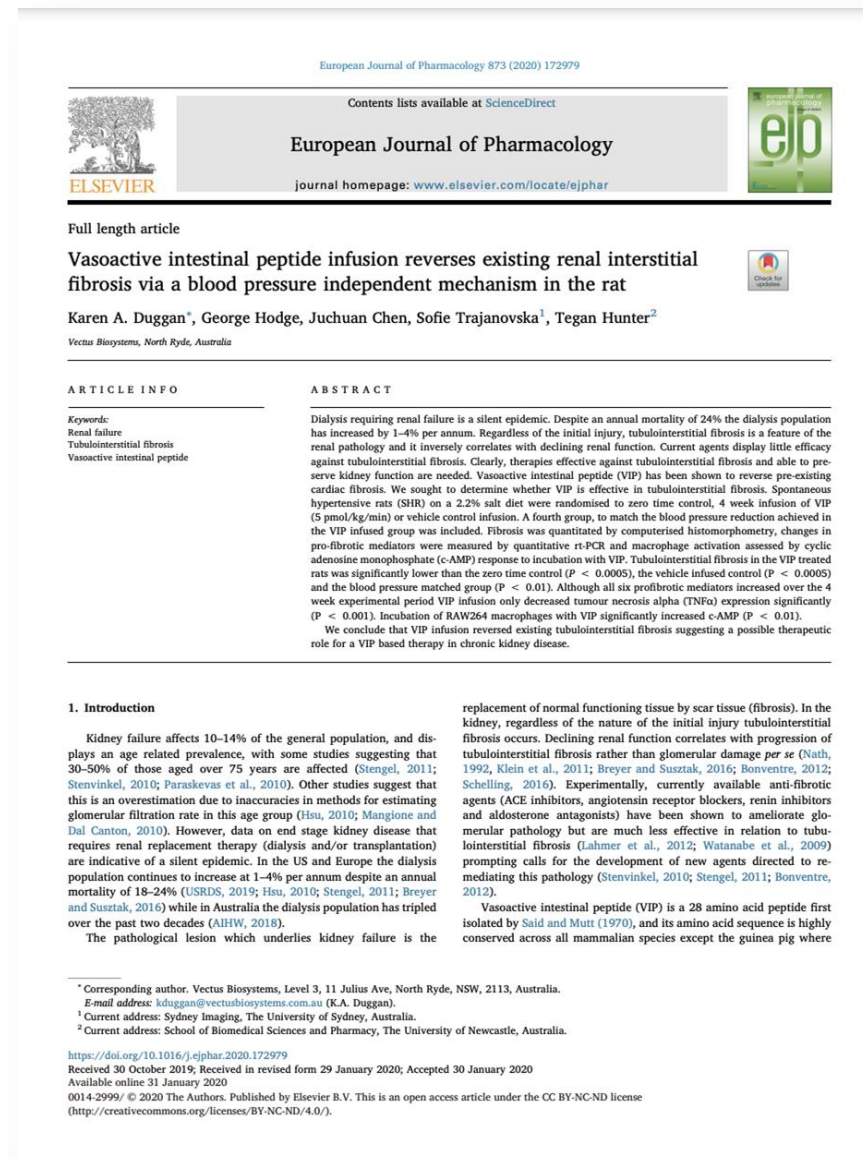 European Journal of Pharmacology 873 (2020) 172979
Contents lists available at ScienceDirect
European Journal of Pharmacology
journal homepage: www.elsevier.com/locate/ejphar
ELSEVIER
european journal of
pharmacology
ejp
Full length article
Vasoactive intestinal peptide infusion reverses existing renal interstitial
fibrosis via a blood pressure independent mechanism in the rat
Check for
updates
Karen A. Duggan*, George Hodge, Juchuan Chen, Sofie Trajanovska1, Tegan Hunter2
Vectus Biosystems, North Ryde, Australia
ARTICLE INFO
Keywords:
Renal failure
Tubulointerstitial fibrosis
Vasoactive intestinal peptide
ABSTRACT
Dialysis requiring renal failure is a silent epidemic. Despite an annual mortality of 24% the dialysis population
has increased by 1–4% per annum. Regardless of the initial injury, tubulointerstitial fibrosis is a feature of the
renal pathology and it inversely correlates with declining renal function. Current agents display little efficacy
against tubulointerstitial fibrosis. Clearly, therapies effective against tubulointerstitial fibrosis and able to pre-
serve kidney function are needed. Vasoactive intestinal peptide (VIP) has been shown to reverse pre-existing
cardiac fibrosis. We sought to determine whether VIP is effective in tubulointerstitial fibrosis. Spontaneous
hypertensive rats (SHR) on a 2.2% salt diet were randomised to zero time control, 4 week infusion of VIP
(5 pmol/kg/min) or vehicle control infusion. A fourth group, to match the blood pressure reduction achieved in
the VIP infused group was included. Fibrosis was quantitated by computerised histomorphometry, changes in
pro-fibrotic mediators were measured by quantitative rt-PCR and macrophage activation assessed by cyclic
adenosine monophosphate (c-AMP) response to incubation with VIP. Tubulointerstitial fibrosis in the VIP treated
rats was significantly lower than the zero time control (P < 0.0005), the vehicle infused control (P < 0.0005)
and the blood pressure matched group (P < 0.01). Although all six profibrotic mediators increased over the 4
week experimental period VIP infusion only decreased tumour necrosis alpha (TNFα) expression significantly
(P < 0.001). Incubation of RAW264 macrophages with VIP significantly increased c-AMP (P < 0.01).
We conclude that VIP infusion reversed existing tubulointerstitial fibrosis suggesting a possible therapeutic
role for a VIP based therapy in chronic kidney disease.
1. Introduction
Kidney failure affects 10–14% of the general population, and dis-
plays an age related prevalence, with some studies suggesting that
30–50% of those aged over 75 years are affected (Stengel, 2011;
Stenvinkel, 2010; Paraskevas et al., 2010). Other studies suggest that
this is an overestimation due to inaccuracies in methods for estimating
glomerular filtration rate in this age group (Hsu, 2010; Mangione and
Dal Canton, 2010). However, data on end stage kidney disease that
requires renal replacement therapy (dialysis and/or transplantation)
are indicative of a silent epidemic. In the US and Europe the dialysis
population continues to increase at 1–4% per annum despite an annual
mortality of 18–24% (USRDS, 2019; Hsu, 2010; Stengel, 2011; Breyer
and Susztak, 2016) while in Australia the dialysis population has tripled
over the past two decades (AIHW, 2018).
The pathological lesion which underlies kidney failure is the
replacement of normal functioning tissue by scar tissue (fibrosis). In the
kidney, regardless of the nature of the initial injury tubulointerstitial
fibrosis occurs. Declining renal function correlates with progression of
tubulointerstitial fibrosis rather than glomerular damage per se (Nath,
1992, Klein et al., 2011; Breyer and Susztak, 2016; Bonventre, 2012;
Schelling, 2016). Experimentally, currently available anti-fibrotic
agents (ACE inhibitors, angiotensin receptor blockers, renin inhibitors
and aldosterone antagonists) have been shown to ameliorate glo-
merular pathology but are much less effective in relation to tubu-
lointerstitial fibrosis (Lahmer et al., 2012; Watanabe et al., 2009)
prompting calls for the development of new agents directed to re-
mediating this pathology (Stenvinkel, 2010; Stengel, 2011; Bonventre,
2012).
Vasoactive intestinal peptide (VIP) is a 28 amino acid peptide first
isolated by Said and Mutt (1970), and its amino acid sequence is highly
conserved across all mammalian species except the guinea pig where
* Corresponding author. Vectus Biosystems, Level 3, 11 Julius Ave, North Ryde, NSW, 2113, Australia.
E-mail address: kduggan@vectusbiosystems.com.au (K.A. Duggan).
1 Current address: Sydney Imaging, The University of Sydney, Australia.
2 Current address: School of Biomedical Sciences and Pharmacy, The University of Newcastle, Australia.
https://doi.org/10.1016/j.ejphar.2020.172979
Received 30 October 2019; Received in revised form 29 January 2020; Accepted 30 January 2020
Available online 31 January 2020
0014-2999/ © 2020 The Authors. Published by Elsevier B.V. This is an open access article under the CC BY-NC-ND license
(http://creativecommons.org/licenses/BY-NC-ND/4.0/).